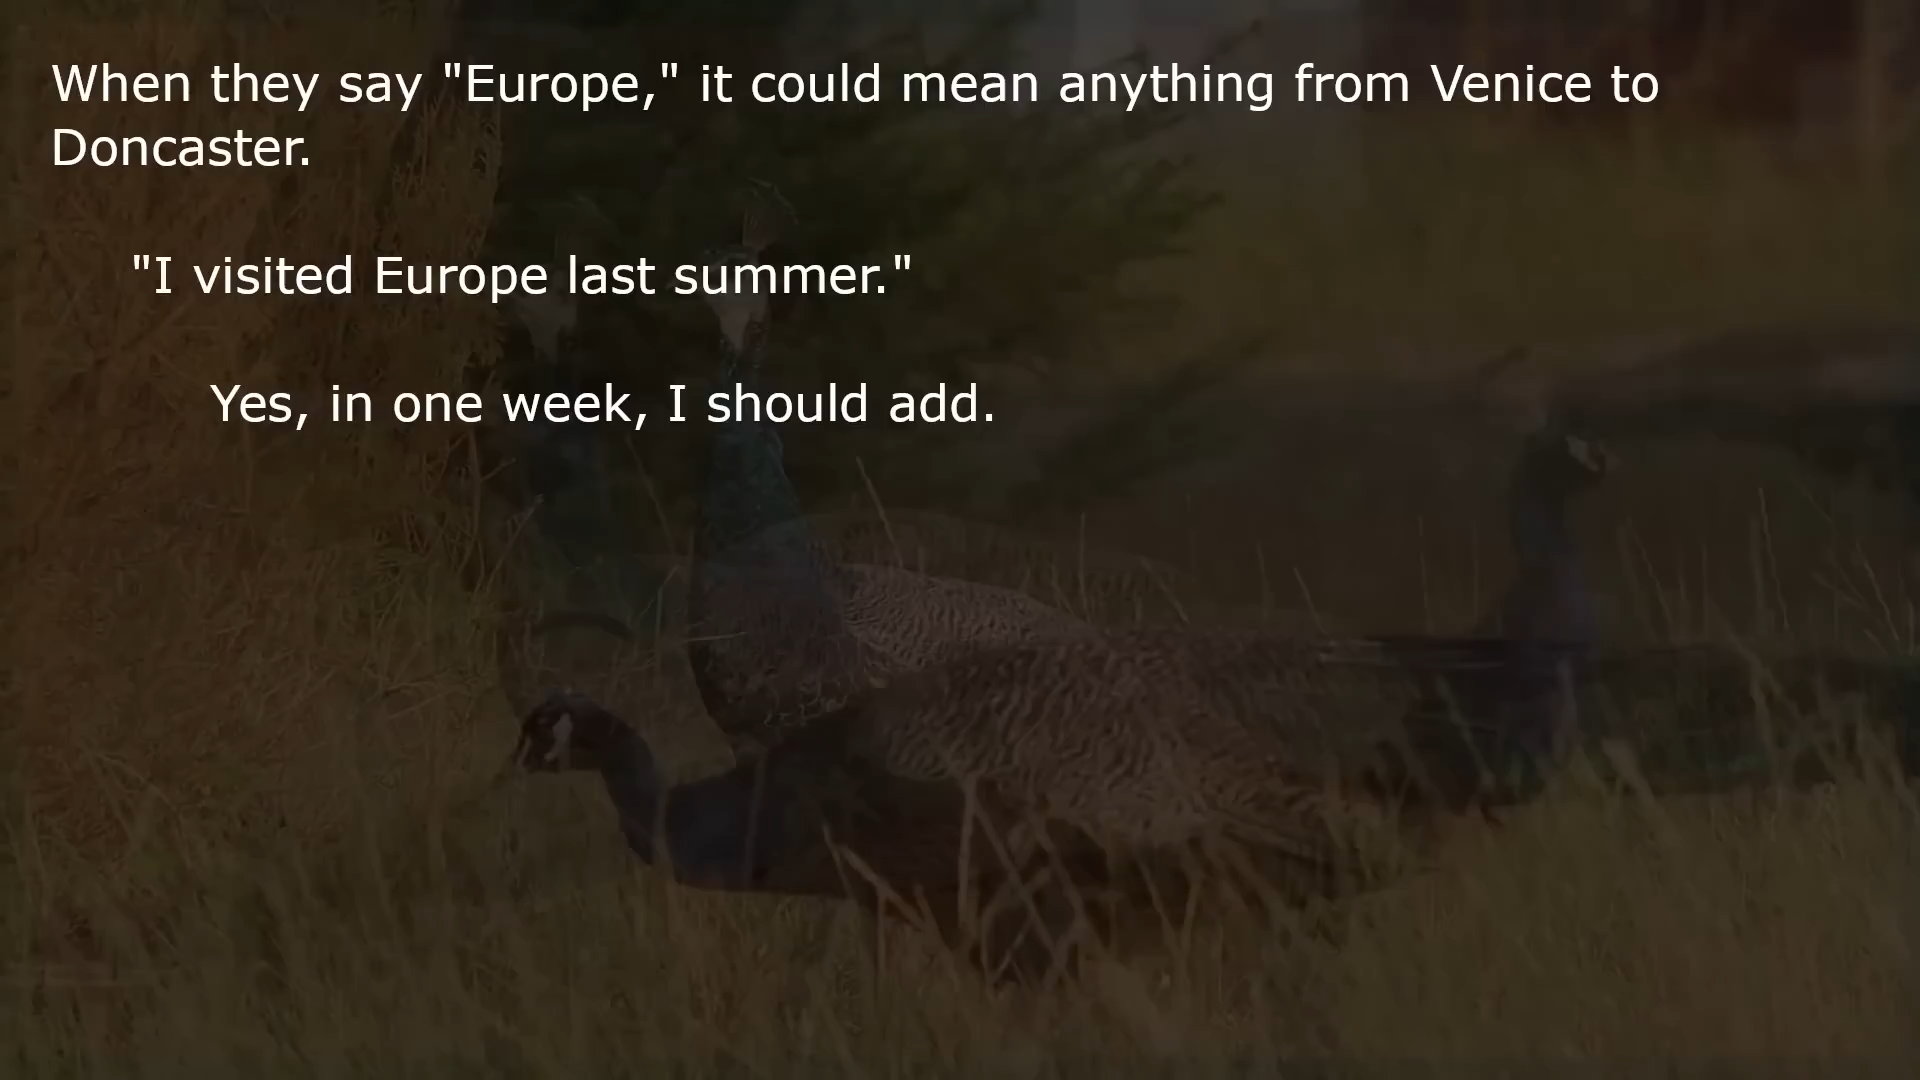 When they say "Europe," it could mean anything from Venice to
Doncaster.
"I visited Europe last summer."
Yes, in one week, I should add.